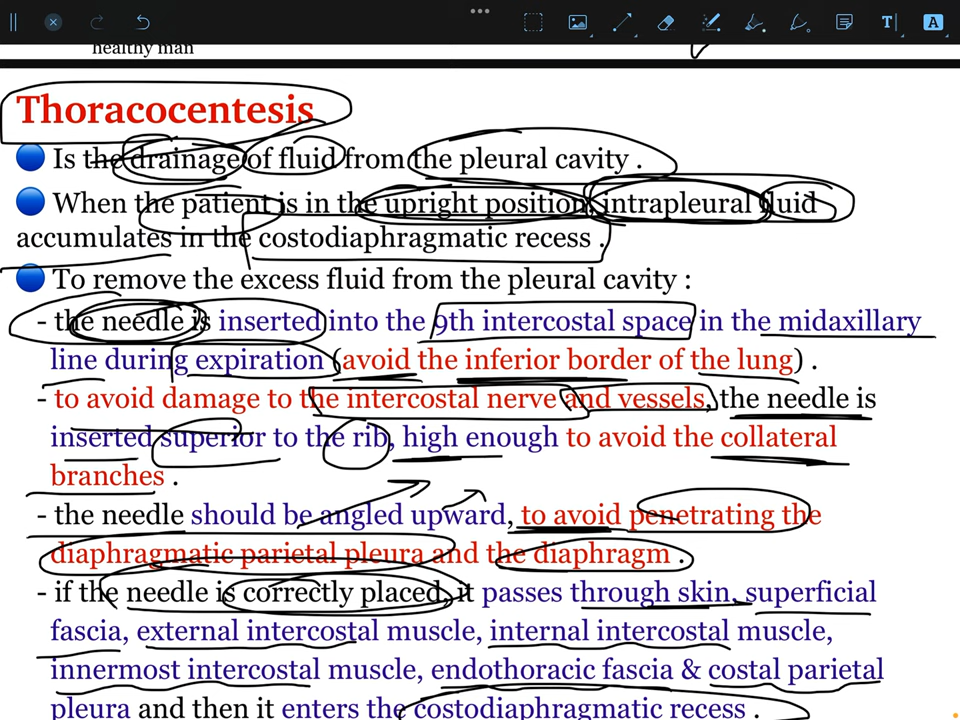 healthy man
Thoracocentesis
Is the drainage of fluid from the pleural cavity .
When the patient is in the upright position, intrapleural fluid
accumulates in the costodiaphragmatic recess .
To remove the excess fluid from the pleural cavity :
- the needle is inserted into the 9th intercostal space in the midaxillary
line during expiration (avoid the inferior border of the lung) .
- to avoid damage to the intercostal nerve and vessels, the needle is
inserted superior to the rib, high enough to avoid the collateral
branches .
- the needle should be angled upward, to avoid penetrating the
diaphragmatic parietal pleura and the diaphragm .
- if the needle is correctly placed, it passes through skin, superficial
fascia, external intercostal muscle, internal intercostal muscle,
innermost intercostal muscle, endothoracic fascia & costal parietal
pleura and then it enters the costodiaphragmatic recess .